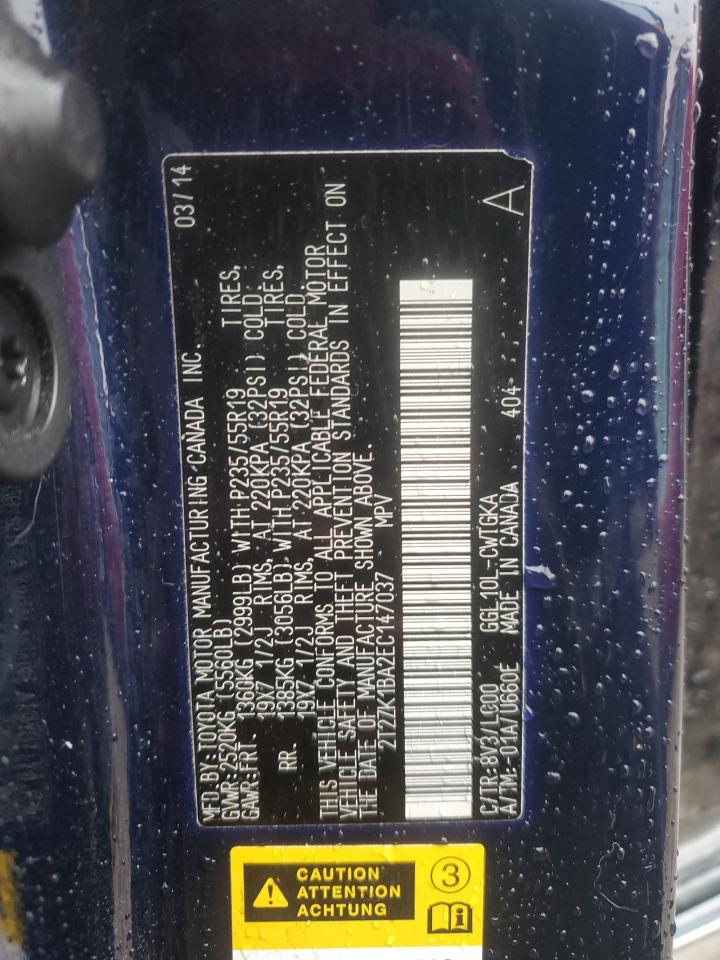 MFD.BY:TOYOTA MOTOR MANUFACTURING CANADA INC. 03/14
GVWR:2520KG (5560LB)
GAWR:FRT. 1360KG (2999LB) WITH P235/55R19 TIRES,
19X7 1/2J RIMS, AT 220KPA (32PSI) COLD.
RR. 1385KG (3056LB) WITH P235/55R19 TIRES,
19X7 1/2J RIMS, AT 220KPA (32PSI) COLD.
THIS VEHICLE CONFORMS TO ALL APPLICABLE FEDERAL MOTOR
VEHICLE SAFETY AND THEFT PREVENTION STANDARDS IN EFFECT ON
THE DATE OF MANUFACTURE SHOWN ABOVE.
2T2ZK1BA2EC147037 MPV
C/TR:8V3/LC00 GGL10L-CWTGKA 404
A/TM:-01A/U660E MADE IN CANADA A
CAUTION
ATTENTION
ACHTUNG
3